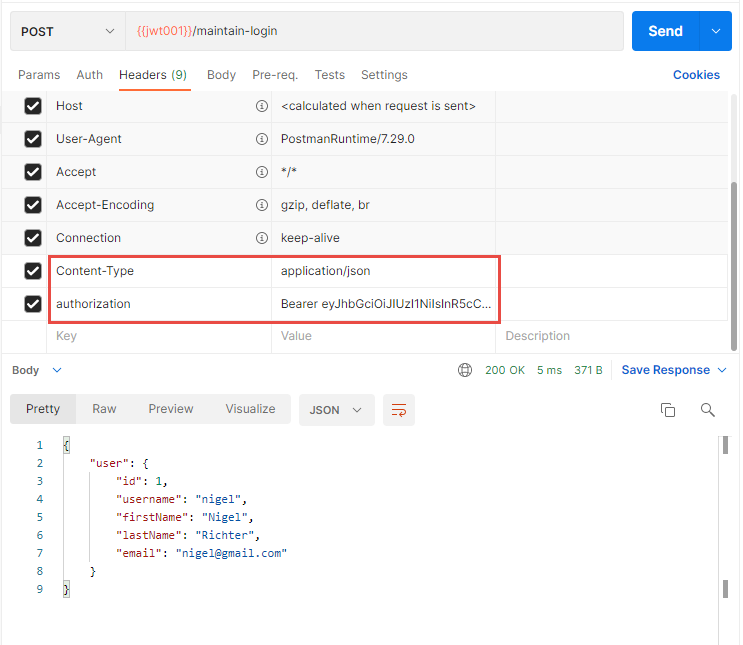 POST {{jwt001}}/maintain-login Send
Params Auth Headers (9) Body Pre-req. Tests Settings Cookies
Host <calculated when request is sent>
User-Agent PostmanRuntime/7.29.0
Accept */*
Accept-Encoding gzip, deflate, br
Connection keep-alive
Content-Type application/json
authorization Bearer eyJhbGciOiJIUzI1NiIsInR5cC...
Key Value Description
Body 200 OK 5 ms 371 B Save Response
Pretty Raw Preview Visualize JSON
1 {
2 "user": {
3 "id": 1,
4 "username": "nigel",
5 "firstName": "Nigel",
6 "lastName": "Richter",
7 "email": "nigel@gmail.com"
8 }
9 }